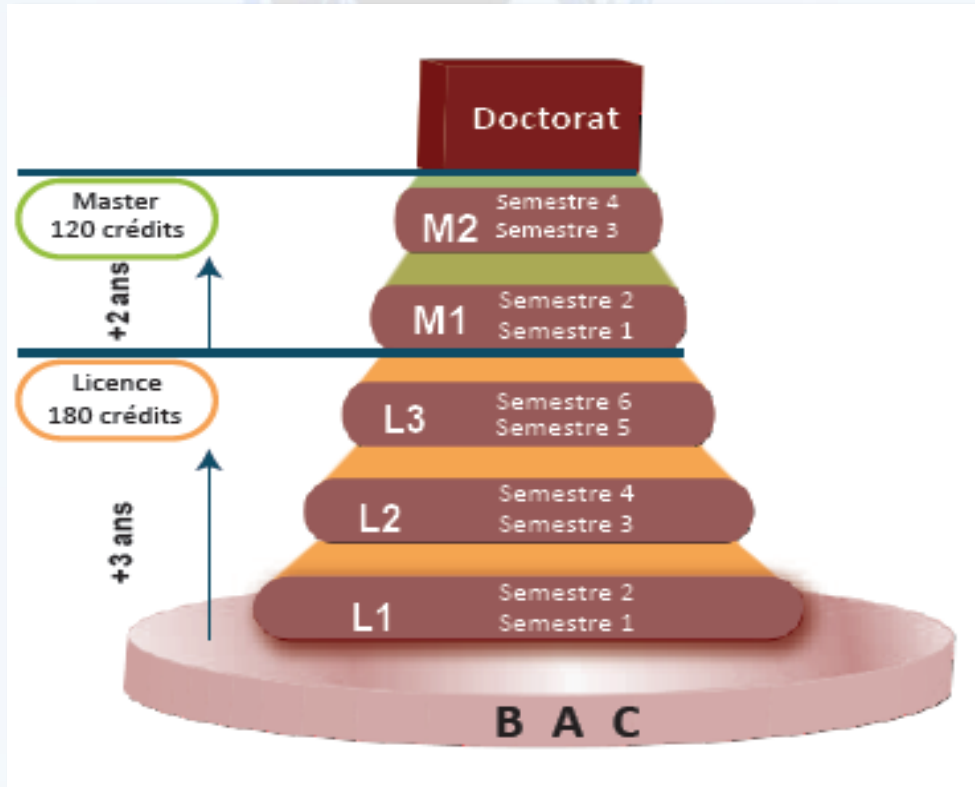 Doctorat
Master
120 crédits
+2 ans
M2
Semestre 4
Semestre 3
M1
Semestre 2
Semestre 1
Licence
180 crédits
+3 ans
L3
Semestre 6
Semestre 5
L2
Semestre 4
Semestre 3
L1
Semestre 2
Semestre 1
B A C